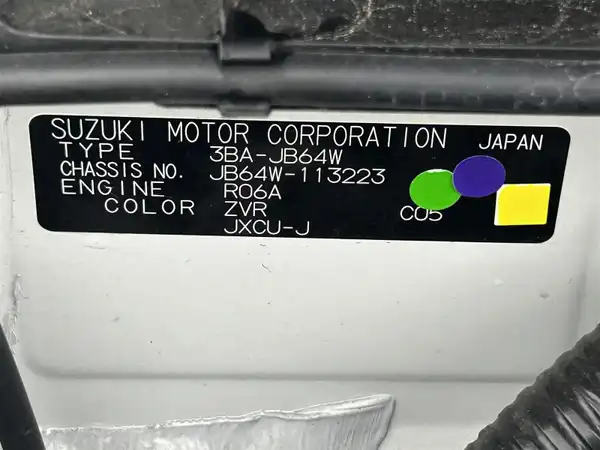 SUZUKI MOTOR CORPORATION JAPAN
TYPE 3BA-JB64W
CHASSIS NO. JB64W-113223
ENGINE R06A
COLOR ZVR C05
JXCU-J